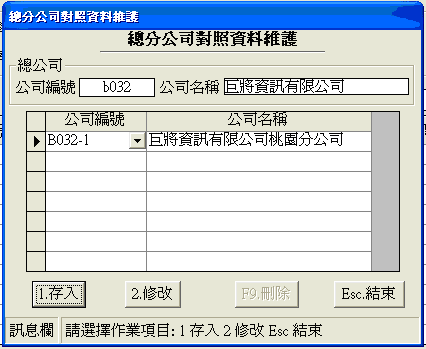 總分公司對照資料維護
總分公司對照資料維護
總公司
公司編號 b032 公司名稱 巨將資訊有限公司
公司編號 公司名稱
B032-1 巨將資訊有限公司桃園分公司
1.存入 2.修改 F9.刪除 Esc.結束
訊息欄 請選擇作業項目: 1 存入 2 修改 Esc 結束